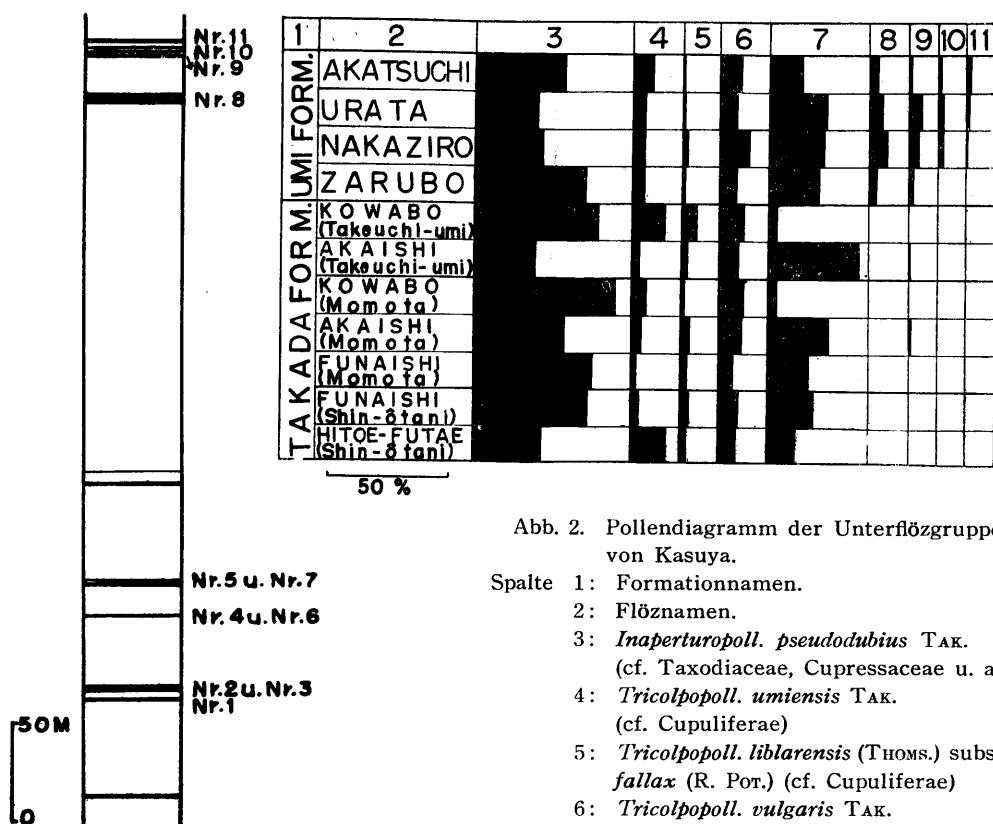 Nr.11
Nr.10
Nr.9
Nr.8
Nr.5 u. Nr.7
Nr.4 u. Nr.6
Nr.2 u. Nr.3
Nr.1
50M
0
1 2 3 4 5 6 7 8 9 10 11
UMI FORM.
AKATSUCHI
URATA
NAKAZIRO
ZARUBO
TAKADA FORM.
KOWABO
(Takeuchi-umi)
AKAISHI
(Takeuchi-umi)
KOWABO
(Momota)
AKAISHI
(Momota)
FUNAISHI
(Momota)
FUNAISHI
(Shin-ôtani)
HITOE-FUTAE
(Shin-ôtani)
50 %
Abb. 2. Pollendiagramm der Unterflözgruppe
von Kasuya.
Spalte 1: Formationnamen.
2: Flöznamen.
3: Inaperturopoll. pseudodubius TAK.
(cf. Taxodiaceae, Cupressaceae u. a
4: Tricolpopoll. umiensis TAK.
(cf. Cupuliferae)
5: Tricolpopoll. liblarensis (THOMS.) subs
fallax (R. POT.) (cf. Cupuliferae)
6: Tricolpopoll. vulgaris TAK.